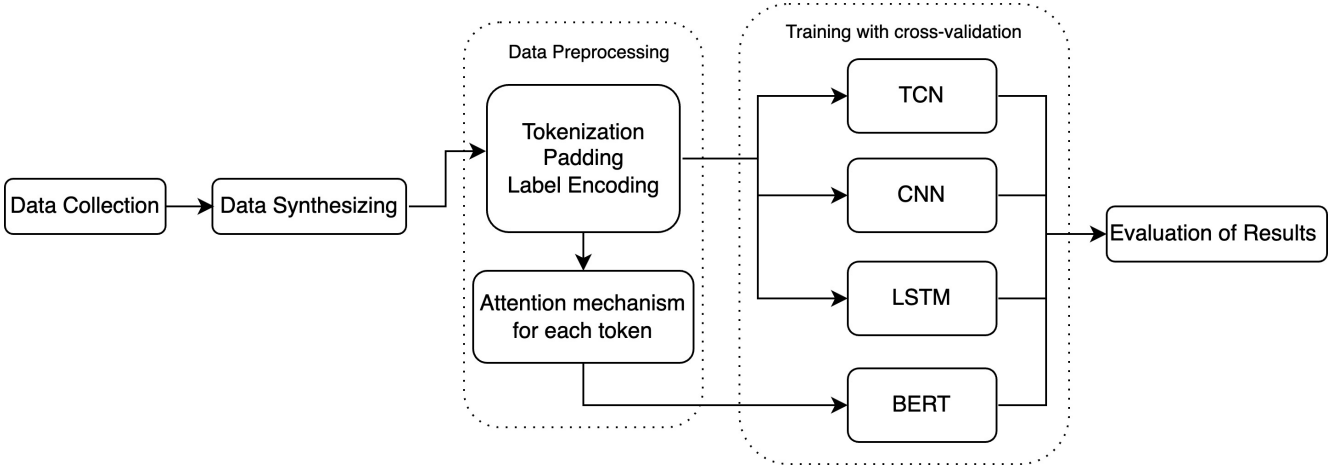 Data Collection
Data Synthesizing
Data Preprocessing
Tokenization
Padding
Label Encoding
Attention mechanism
for each token
Training with cross-validation
TCN
CNN
LSTM
BERT
Evaluation of Results